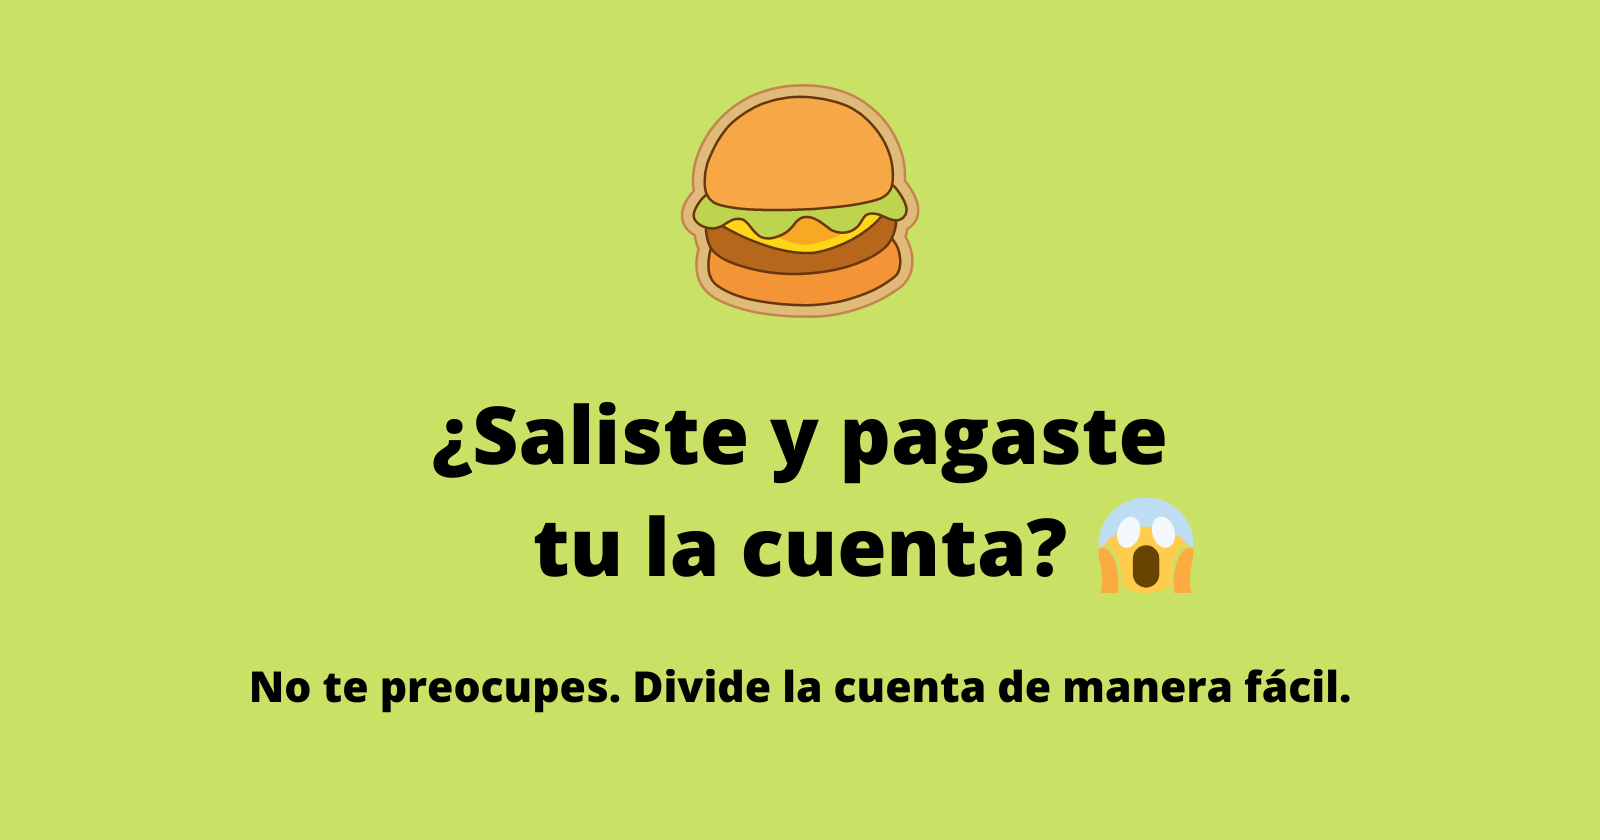 ¿Saliste y pagaste
tu la cuenta? 😱
No te preocupes. Divide la cuenta de manera fácil.